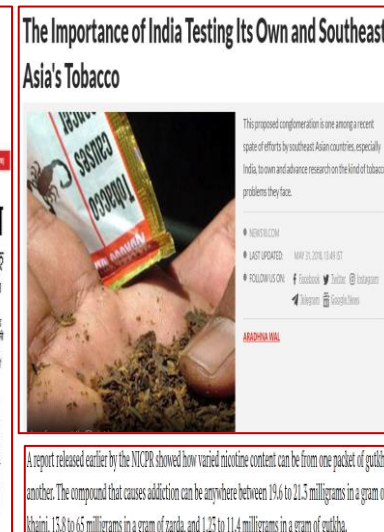 The Importance of India Testing Its Own and Southeast
Asia's Tobacco
This proposed conglomeration is one among a recent
spate of efforts by southeast Asian countries, especially
India, to own and advance research on the kind of tobacco
problems they face.
NEWS18.COM
LAST UPDATED: MAY 31, 2018, 13:49 IST
FOLLOW US ON: Facebook Twitter Instagram
Telegram Google News
ARADHNA WAL
Tobacco
causes
A report released earlier by the NICPR showed how varied nicotine content can be from one packet of gutkha
another. The compound that causes addiction can be anywhere between 19.6 to 21.3 milligrams in a gram of
khaini, 15.8 to 65 milligrams in a gram of zarda, and 1.25 to 11.4 milligrams in a gram of gutkha.